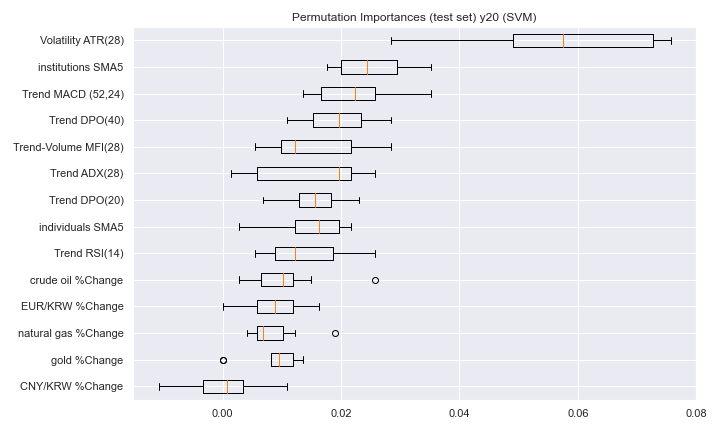 Permutation Importances (test set) y20 (SVM)
Volatility ATR(28)
institutions SMA5
Trend MACD (52,24)
Trend DPO(40)
Trend-Volume MFI(28)
Trend ADX(28)
Trend DPO(20)
individuals SMA5
Trend RSI(14)
crude oil %Change
EUR/KRW %Change
natural gas %Change
gold %Change
CNY/KRW %Change
0.00 0.02 0.04 0.06 0.08